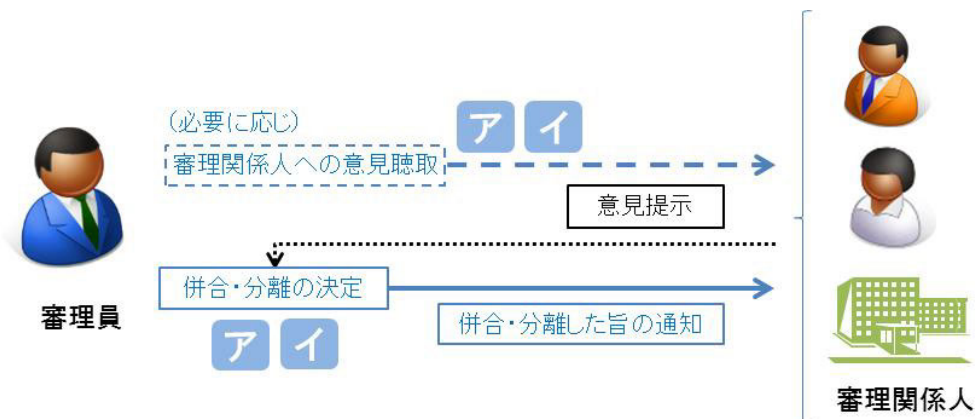 (必要に応じ)
ア イ
審理関係人への意見聴取
意見提示
併合・分離の決定
審理員
併合・分離した旨の通知
ア イ
審理関係人